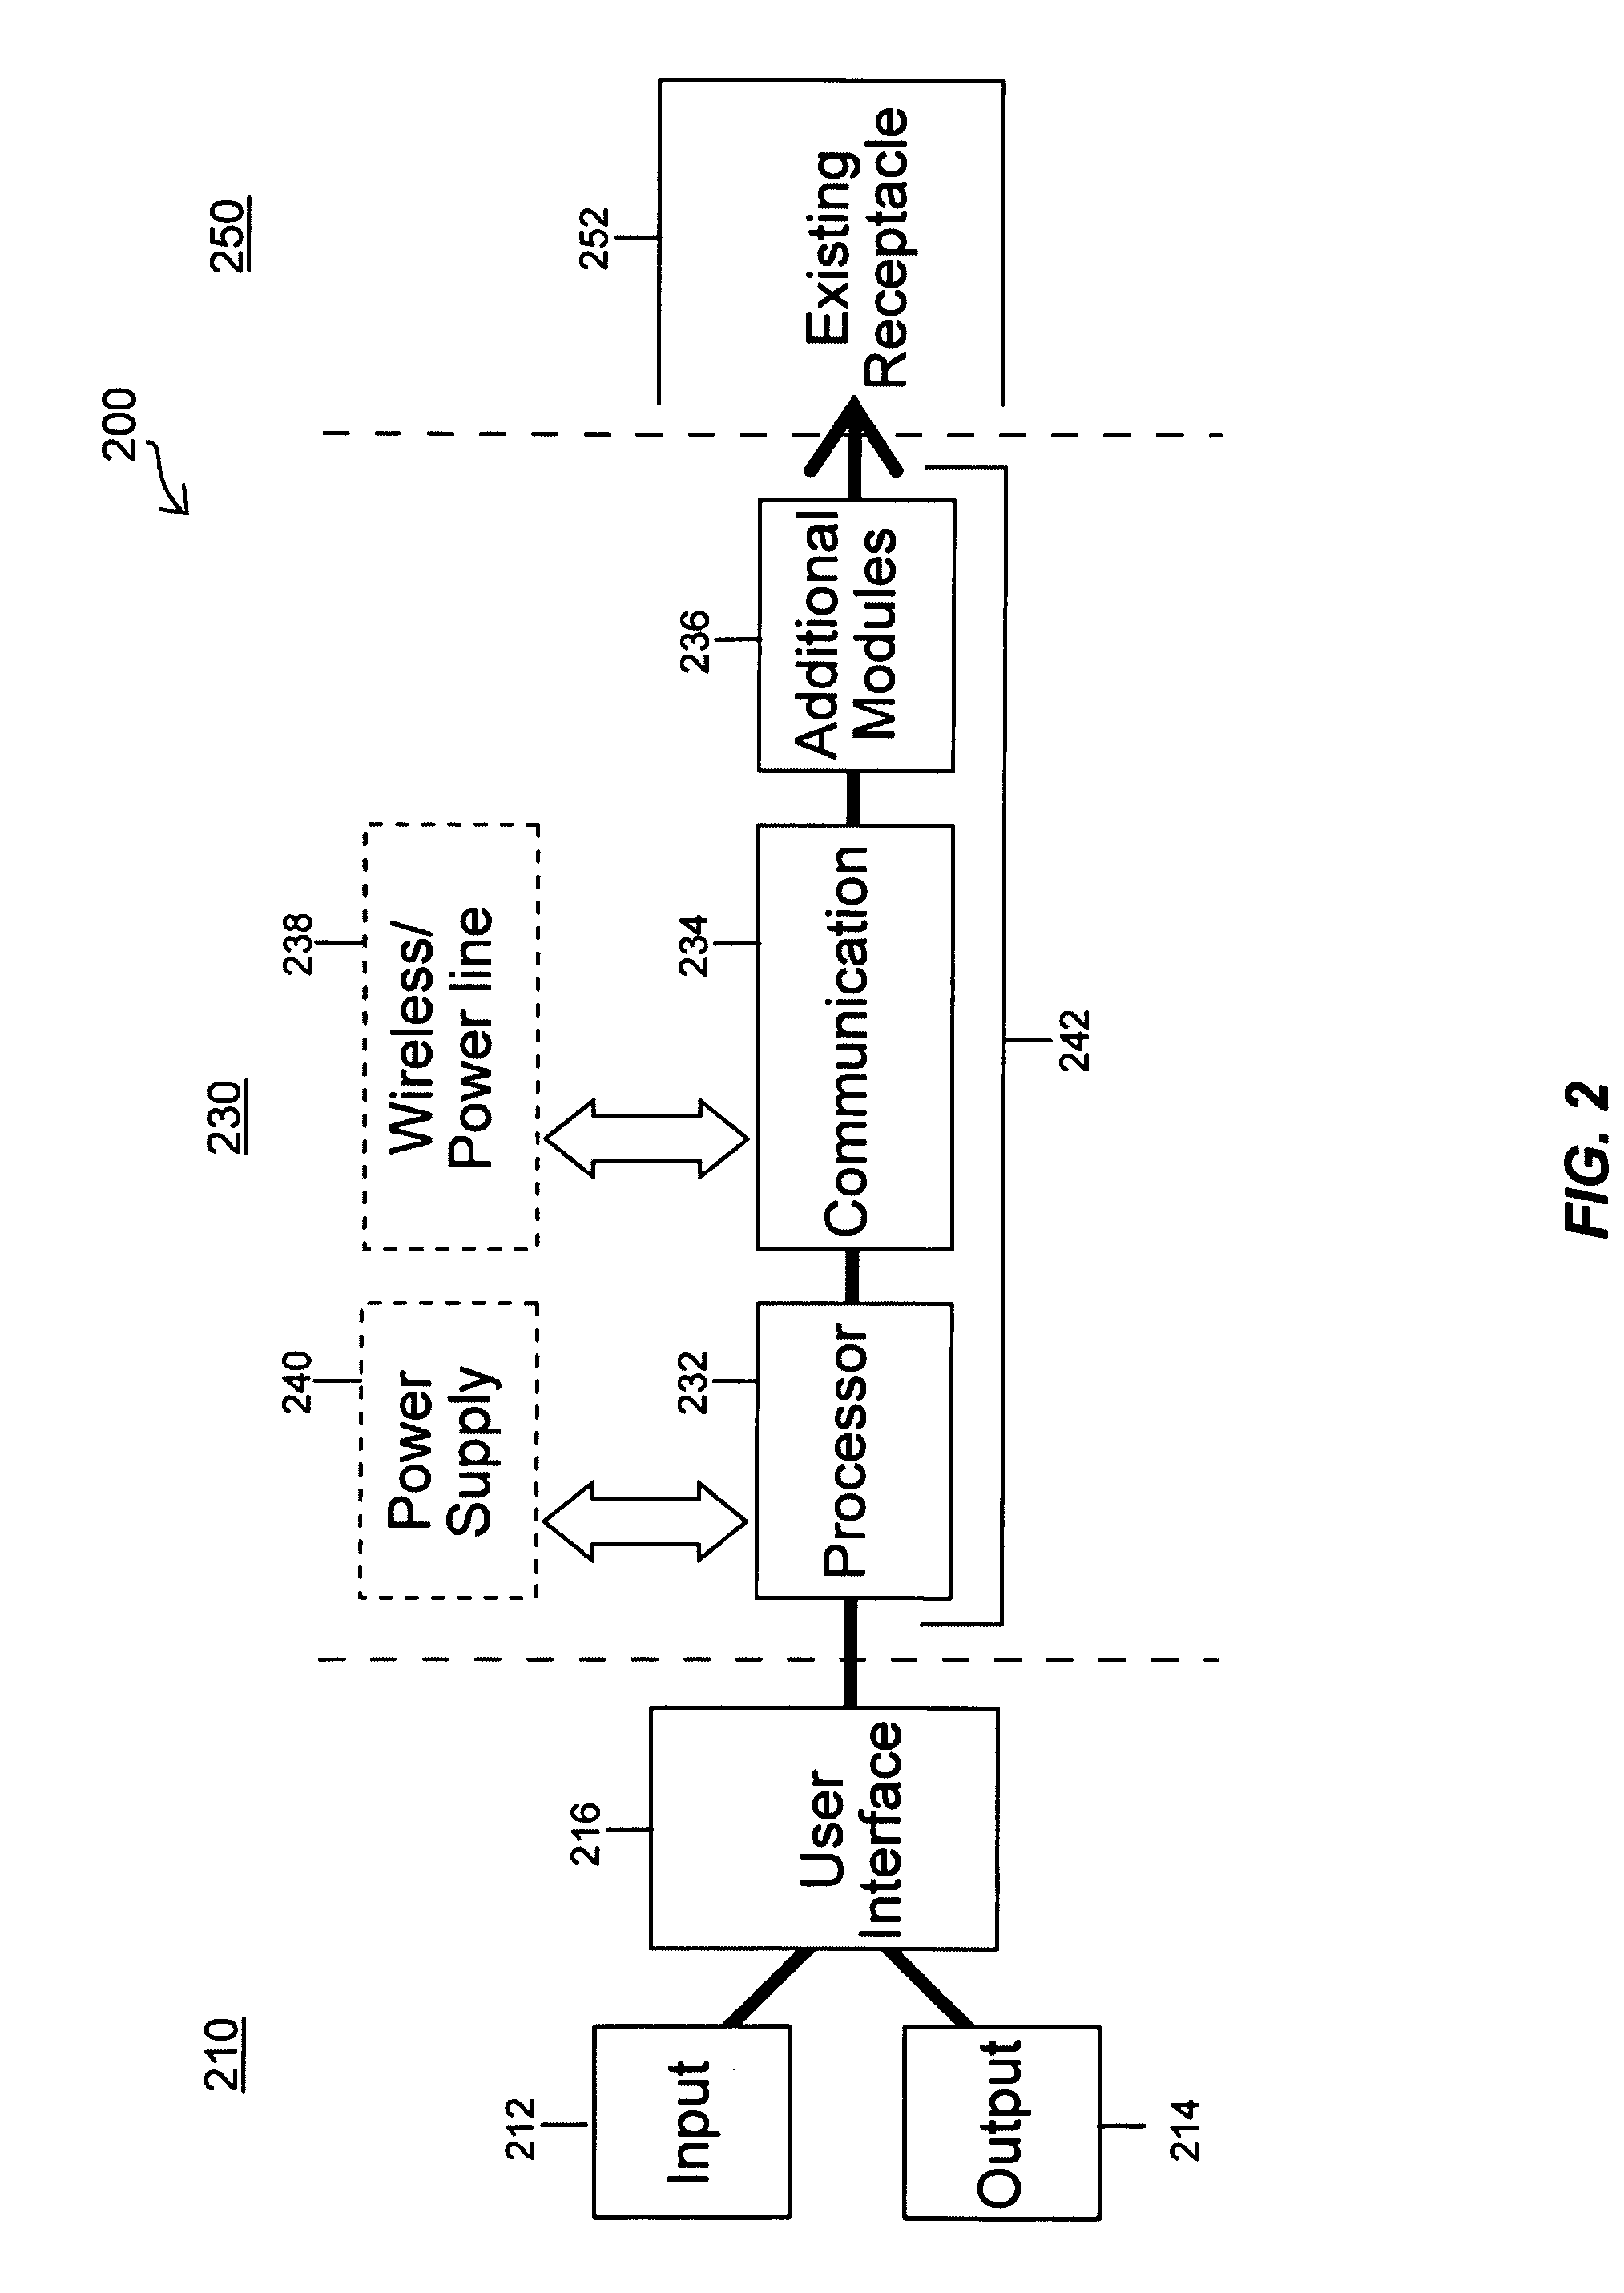 200
210
230
250
240
Power
Supply
238
Wireless/
Power line
212
Input
214
Output
216
User
Interface
232
Processor
234
Communication
236
Additional
Modules
252
Existing
Receptacle
242
FIG. 2